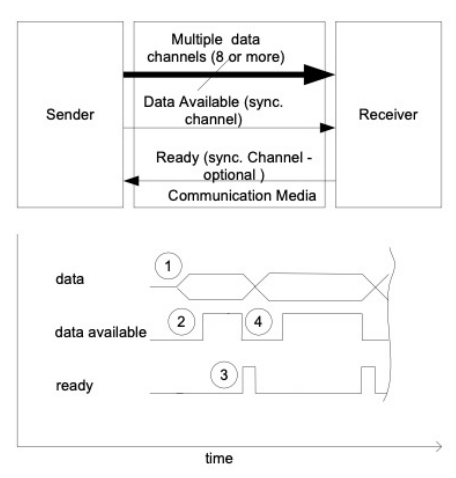 Multiple data
channels (8 or more)
Sender
Data Available (sync.
channel)
Receiver
Ready (sync. Channel -
optional )
Communication Media
1
data
2
4
data available
3
ready
time